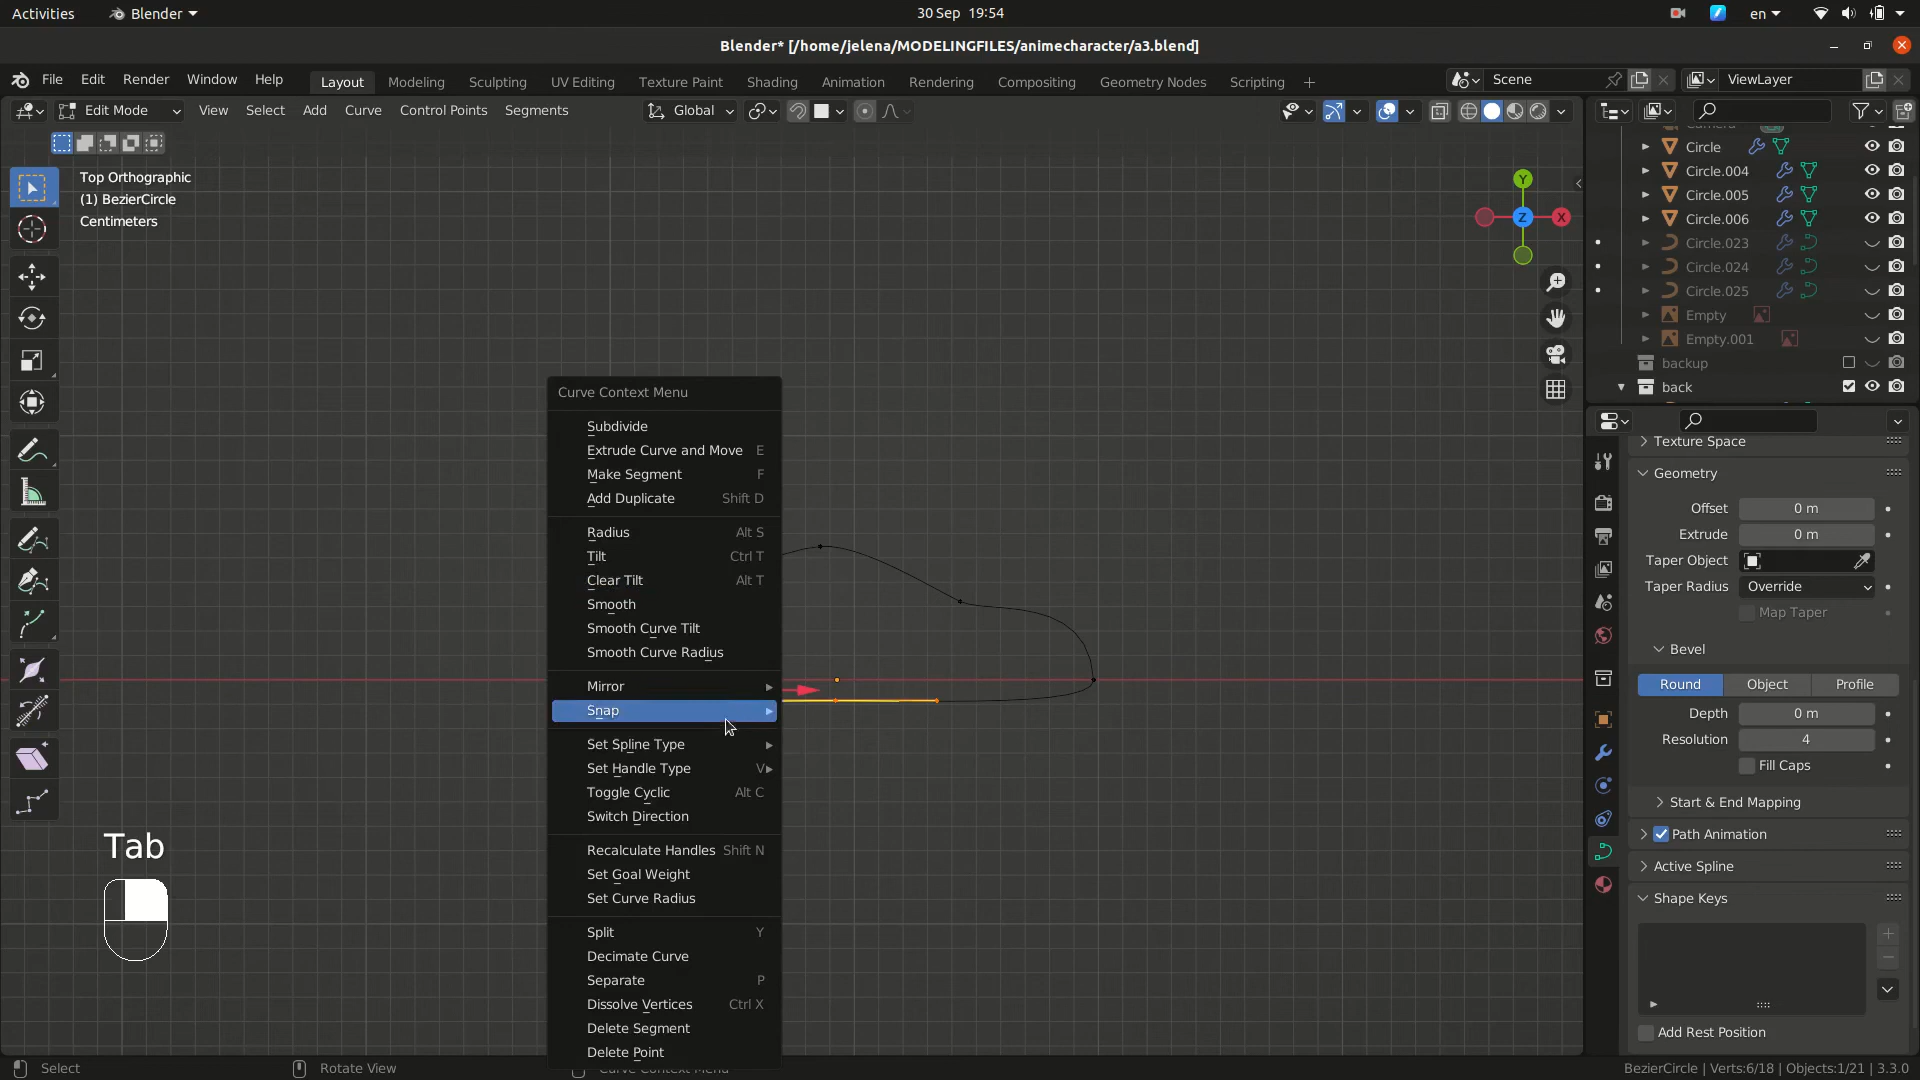 Activities
Blender
30 Sep 19:54
en
Blender* [/home/jelena/MODELINGFILES/animecharacter/a3.blend]
File Edit Render Window Help
Layout Modeling Sculpting UV Editing Texture Paint Shading Animation Rendering Compositing Geometry Nodes Scripting +
Scene
ViewLayer
Edit Mode
View Select Add Curve Control Points Segments
Global
Top Orthographic
(1) BezierCircle
Centimeters
Y
Z
X
Camera
Circle
Circle.004
Circle.005
Circle.006
Circle.023
Circle.024
Circle.025
Empty
Empty.001
backup
back
Curve Context Menu
Subdivide
Extrude Curve and Move E
Make Segment F
Add Duplicate Shift D
Radius Alt S
Tilt Ctrl T
Clear Tilt Alt T
Smooth
Smooth Curve Tilt
Smooth Curve Radius
Mirror
Snap
Set Spline Type
Set Handle Type V
Toggle Cyclic Alt C
Switch Direction
Recalculate Handles Shift N
Set Goal Weight
Set Curve Radius
Split Y
Decimate Curve
Separate P
Dissolve Vertices Ctrl X
Delete Segment
Delete Point
Tab
Texture Space
Geometry
Offset 0 m
Extrude 0 m
Taper Object
Taper Radius Override
Map Taper
Bevel
Round Object Profile
Depth 0 m
Resolution 4
Fill Caps
Start & End Mapping
Path Animation
Active Spline
Shape Keys
Add Rest Position
Select
Rotate View
Curve Context Menu
BezierCircle | Verts:6/18 | Objects:1/21 | 3.3.0